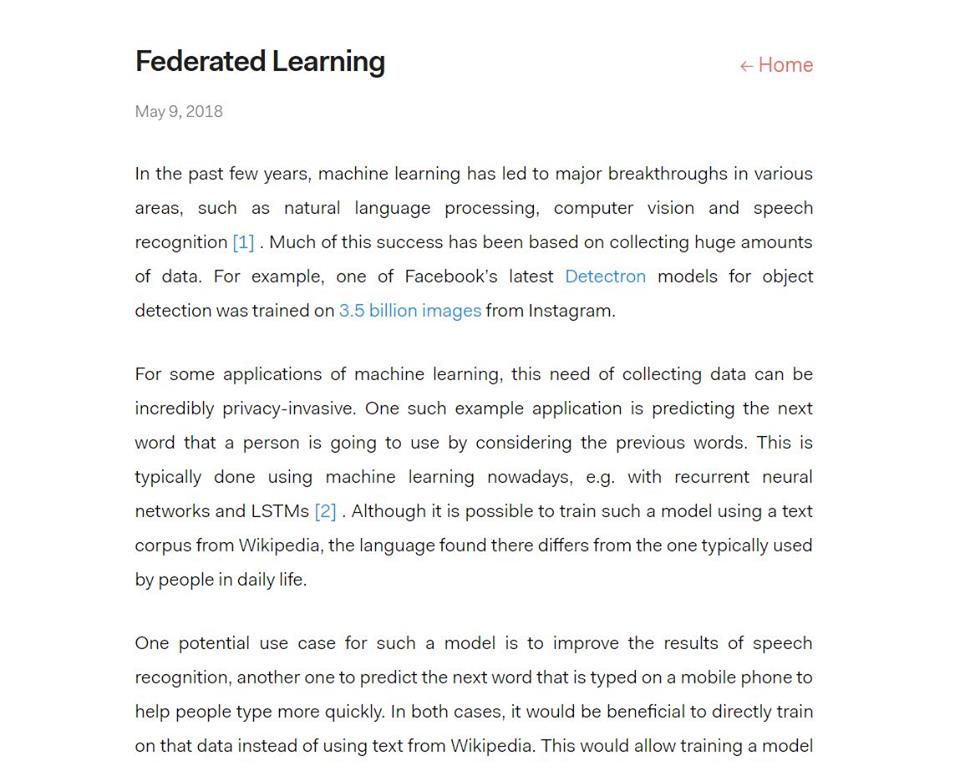 Federated Learning
← Home
May 9, 2018
In the past few years, machine learning has led to major breakthroughs in various
areas, such as natural language processing, computer vision and speech
recognition [1] . Much of this success has been based on collecting huge amounts
of data. For example, one of Facebook's latest Detectron models for object
detection was trained on 3.5 billion images from Instagram.
For some applications of machine learning, this need of collecting data can be
incredibly privacy-invasive. One such example application is predicting the next
word that a person is going to use by considering the previous words. This is
typically done using machine learning nowadays, e.g. with recurrent neural
networks and LSTMs [2] . Although it is possible to train such a model using a text
corpus from Wikipedia, the language found there differs from the one typically used
by people in daily life.
One potential use case for such a model is to improve the results of speech
recognition, another one to predict the next word that is typed on a mobile phone to
help people type more quickly. In both cases, it would be beneficial to directly train
on that data instead of using text from Wikipedia. This would allow training a model